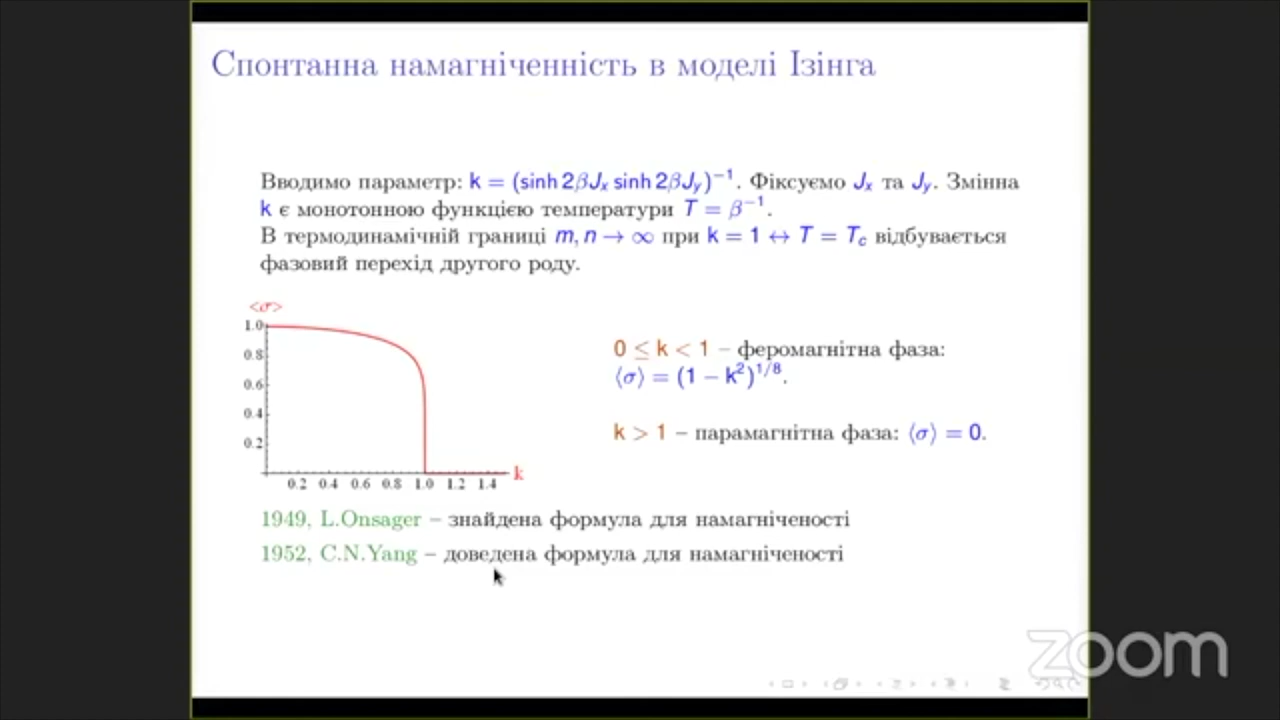 Спонтанна намагніченність в моделі Ізінга
Вводимо параметр: k = (sinh 2βJₓ sinh 2βJ_y)⁻¹. Фіксуємо Jₓ та J_y. Змінна
k є монотонною функцією температури T = β⁻¹.
В термодинамічній границі m, n → ∞ при k = 1 ↔ T = T_c відбувається
фазовий перехід другого роду.
<σ>
1.0
0.8
0.6
0.4
0.2
0.2 0.4 0.6 0.8 1.0 1.2 1.4
k
0 ≤ k < 1 – феромагнітна фаза:
⟨σ⟩ = (1 − k²)^1/8.
k > 1 – парамагнітна фаза: ⟨σ⟩ = 0.
1949, L.Onsager – знайдена формула для намагніченості
1952, C.N.Yang – доведена формула для намагніченості
zoom